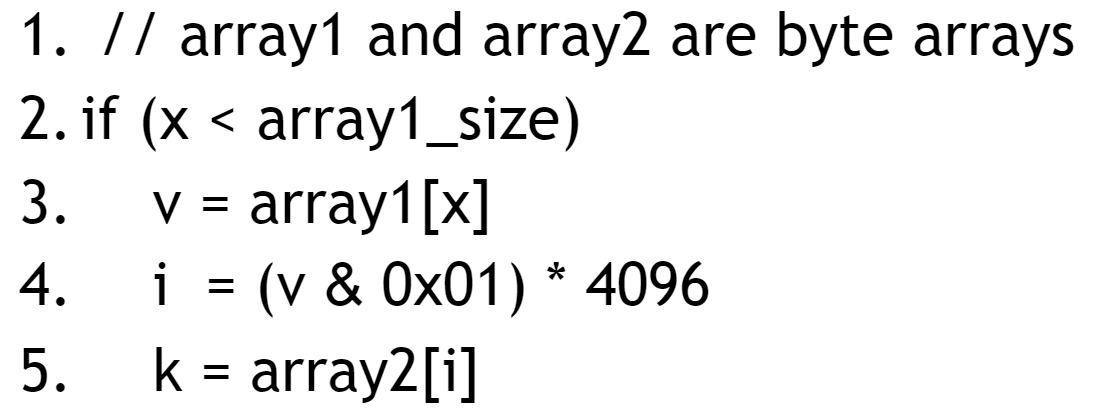 1. // array1 and array2 are byte arrays
2. if (x < array1_size)
3. v = array1[x]
4. i = (v & 0x01) * 4096
5. k = array2[i]